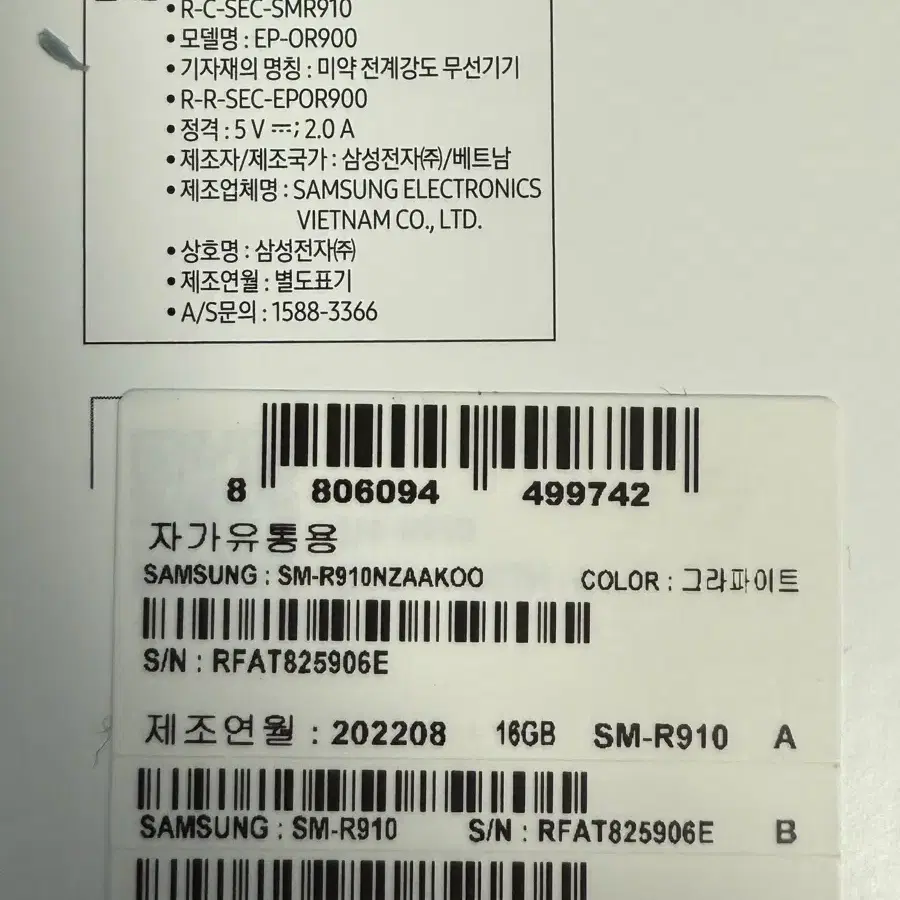 • R-C-SEC-SMR910
• 모델명 : EP-OR900
• 기자재의 명칭 : 미약 전계강도 무선기기
• R-R-SEC-EPOR900
• 정격 : 5 V ⎓; 2.0 A
• 제조자/제조국가 : 삼성전자㈜/베트남
• 제조업체명 : SAMSUNG ELECTRONICS
VIETNAM CO., LTD.
• 상호명 : 삼성전자㈜
• 제조연월 : 별도표기
• A/S문의 : 1588-3366
8 806094 499742
자가유통용
SAMSUNG : SM-R910NZAAKOO COLOR : 그라파이트
S/N : RFAT825906E
제조연월 : 202208 16GB SM-R910 A
SAMSUNG : SM-R910 S/N : RFAT825906E B